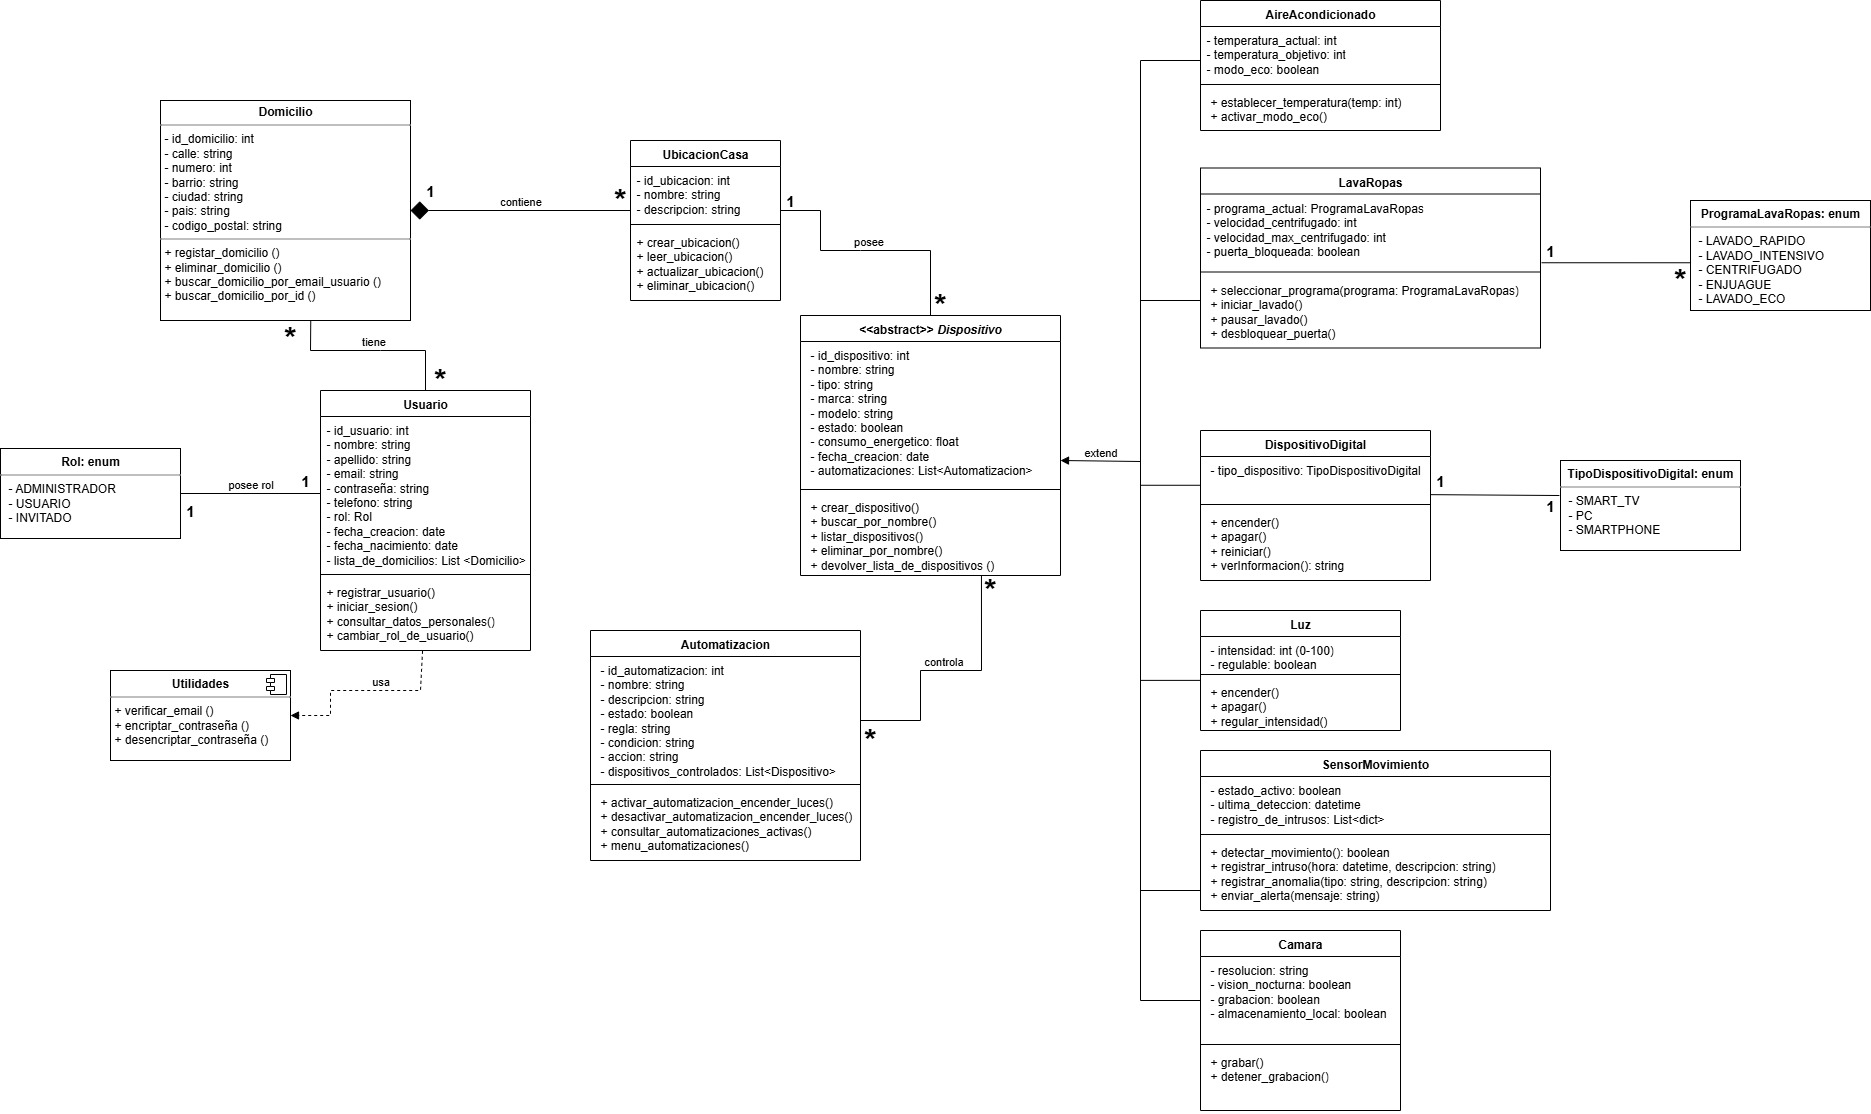 AireAcondicionado
- temperatura_actual: int
- temperatura_objetivo: int
- modo_eco: boolean
+ establecer_temperatura(temp: int)
+ activar_modo_eco()
Domicilio
- id_domicilio: int
- calle: string
- numero: int
- barrio: string
- ciudad: string
- pais: string
- codigo_postal: string
+ registar_domicilio ()
+ eliminar_domicilio ()
+ buscar_domicilio_por_email_usuario ()
+ buscar_domicilio_por_id ()
1
contiene
*
UbicacionCasa
- id_ubicacion: int
- nombre: string
- descripcion: string
+ crear_ubicacion()
+ leer_ubicacion()
+ actualizar_ubicacion()
+ eliminar_ubicacion()
1
posee
*
LavaRopas
- programa_actual: ProgramaLavaRopas
- velocidad_centrifugado: int
- velocidad_max_centrifugado: int
- puerta_bloqueada: boolean
+ seleccionar_programa(programa: ProgramaLavaRopas)
+ iniciar_lavado()
+ pausar_lavado()
+ desbloquear_puerta()
1
*
ProgramaLavaRopas: enum
- LAVADO_RAPIDO
- LAVADO_INTENSIVO
- CENTRIFUGADO
- ENJUAGUE
- LAVADO_ECO
*
tiene
*
<<abstract>> Dispositivo
- id_dispositivo: int
- nombre: string
- tipo: string
- marca: string
- modelo: string
- estado: boolean
- consumo_energetico: float
- fecha_creacion: date
- automatizaciones: List<Automatizacion>
+ crear_dispositivo()
+ buscar_por_nombre()
+ listar_dispositivos()
+ eliminar_por_nombre()
+ devolver_lista_de_dispositivos ()
extend
Usuario
- id_usuario: int
- nombre: string
- apellido: string
- email: string
- contraseña: string
- telefono: string
- rol: Rol
- fecha_creacion: date
- fecha_nacimiento: date
- lista_de_domicilios: List <Domicilio>
+ registrar_usuario()
+ iniciar_sesion()
+ consultar_datos_personales()
+ cambiar_rol_de_usuario()
Rol: enum
- ADMINISTRADOR
- USUARIO
- INVITADO
posee rol
1
1
DispositivoDigital
- tipo_dispositivo: TipoDispositivoDigital
+ encender()
+ apagar()
+ reiniciar()
+ verInformacion(): string
1
1
TipoDispositivoDigital: enum
- SMART_TV
- PC
- SMARTPHONE
*
controla
*
Automatizacion
- id_automatizacion: int
- nombre: string
- descripcion: string
- estado: boolean
- regla: string
- condicion: string
- accion: string
- dispositivos_controlados: List<Dispositivo>
+ activar_automatizacion_encender_luces()
+ desactivar_automatizacion_encender_luces()
+ consultar_automatizaciones_activas()
+ menu_automatizaciones()
Luz
- intensidad: int (0-100)
- regulable: boolean
+ encender()
+ apagar()
+ regular_intensidad()
usa
Utilidades
+ verificar_email ()
+ encriptar_contraseña ()
+ desencriptar_contraseña ()
SensorMovimiento
- estado_activo: boolean
- ultima_deteccion: datetime
- registro_de_intrusos: List<dict>
+ detectar_movimiento(): boolean
+ registrar_intruso(hora: datetime, descripcion: string)
+ registrar_anomalia(tipo: string, descripcion: string)
+ enviar_alerta(mensaje: string)
Camara
- resolucion: string
- vision_nocturna: boolean
- grabacion: boolean
- almacenamiento_local: boolean
+ grabar()
+ detener_grabacion()